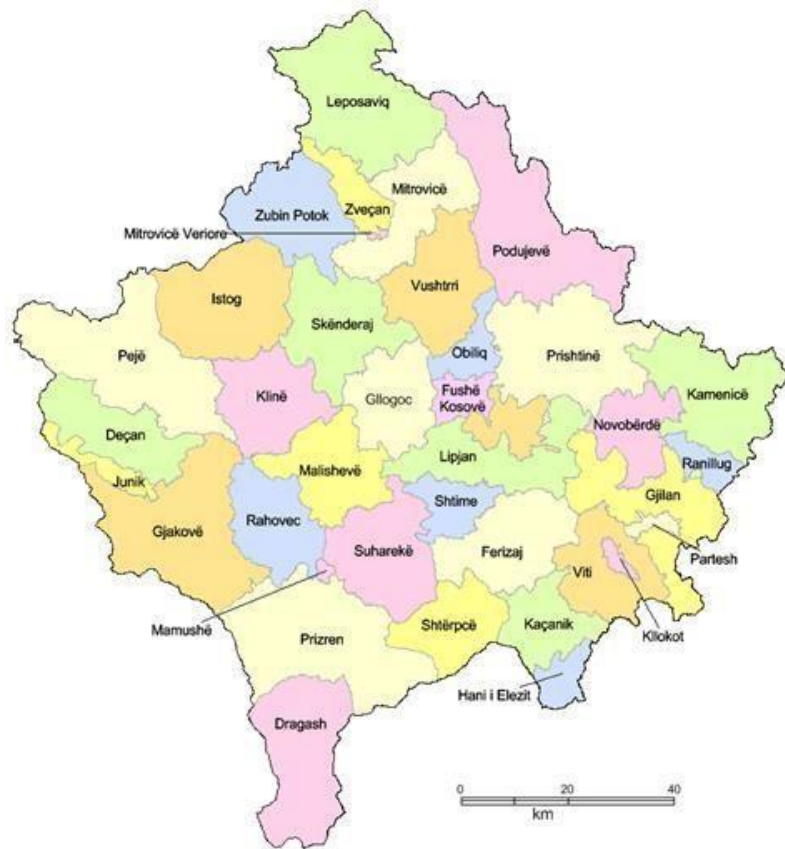 Leposaviq
Mitrovicë
Zveçan
Zubin Potok
Mitrovicë Veriore
Podujevë
Vushtrri
Istog
Skënderaj
Obiliq
Prishtinë
Pejë
Klinë
Gllogoc
Fushë
Kosovë
Kamenicë
Novobërdë
Deçan
Lipjan
Ranillug
Malishevë
Junik
Shtime
Gjilan
Gjakovë
Rahovec
Suharekë
Ferizaj
Partesh
Viti
Mamushë
Prizren
Shtërpcë
Kaçanik
Kllokot
Hani i Elezit
Dragash
0 20 40
km